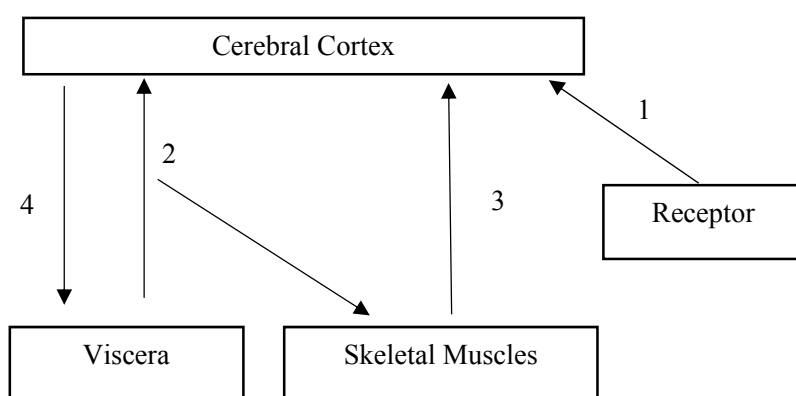 Cerebral Cortex
1
2
4
3
Receptor
Viscera
Skeletal Muscles